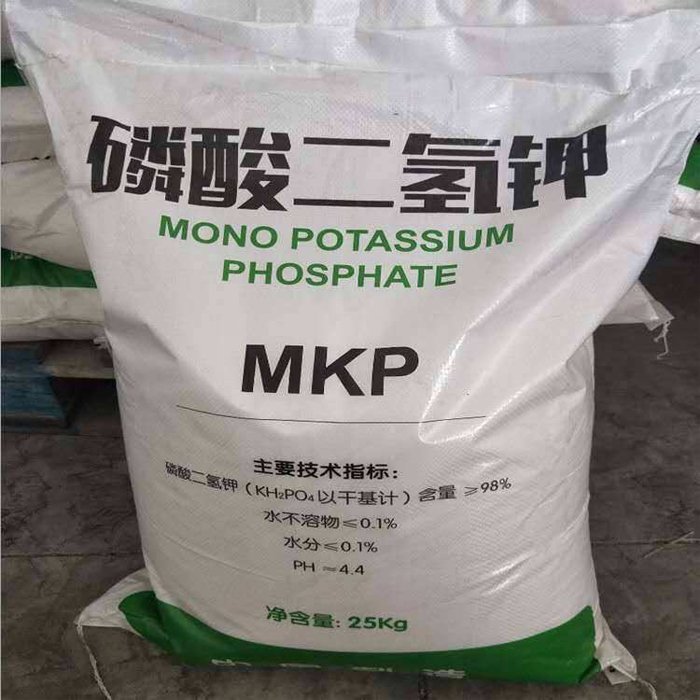 磷酸二氢钾
MONO POTASSIUM
PHOSPHATE
MKP
主要技术指标：
磷酸二氢钾（KH₂PO₄以干基计）含量 ≥98%
水不溶物≤0.1%
水分≤0.1%
PH ≈4.4
净含量: 25Kg